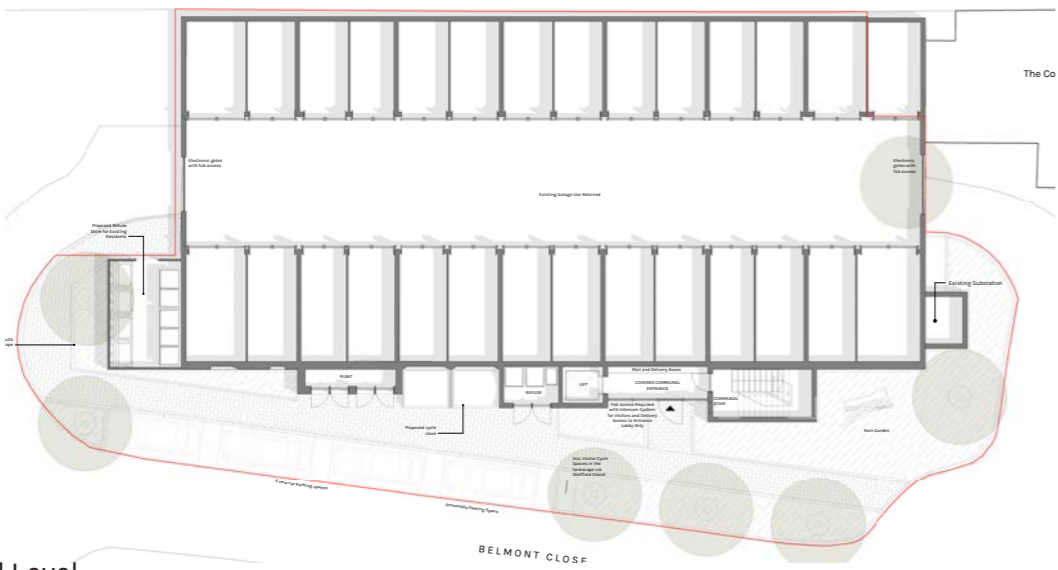 The Co
Electronic gates
with fob access
Electronic
gates with
fob access
Existing Garage Use Retained
Proposed Refuse
Store for Existing
Residents
Existing Substation
PLANT
REFUSE
LIFT
Mail and Delivery Boxes
COVERED COMMUNAL
ENTRANCE
COMMUNAL
STAIR
Fob Access Required
with Intercom System
for Visitors and Delivery
Access to Entrance
Lobby Only
Proposed cycle
store
Rain Garden
2no. Visitor Cycle
Spaces in the
landscape via
Sheffield Stand
Parking Space
BELMONT CLOSE
Level